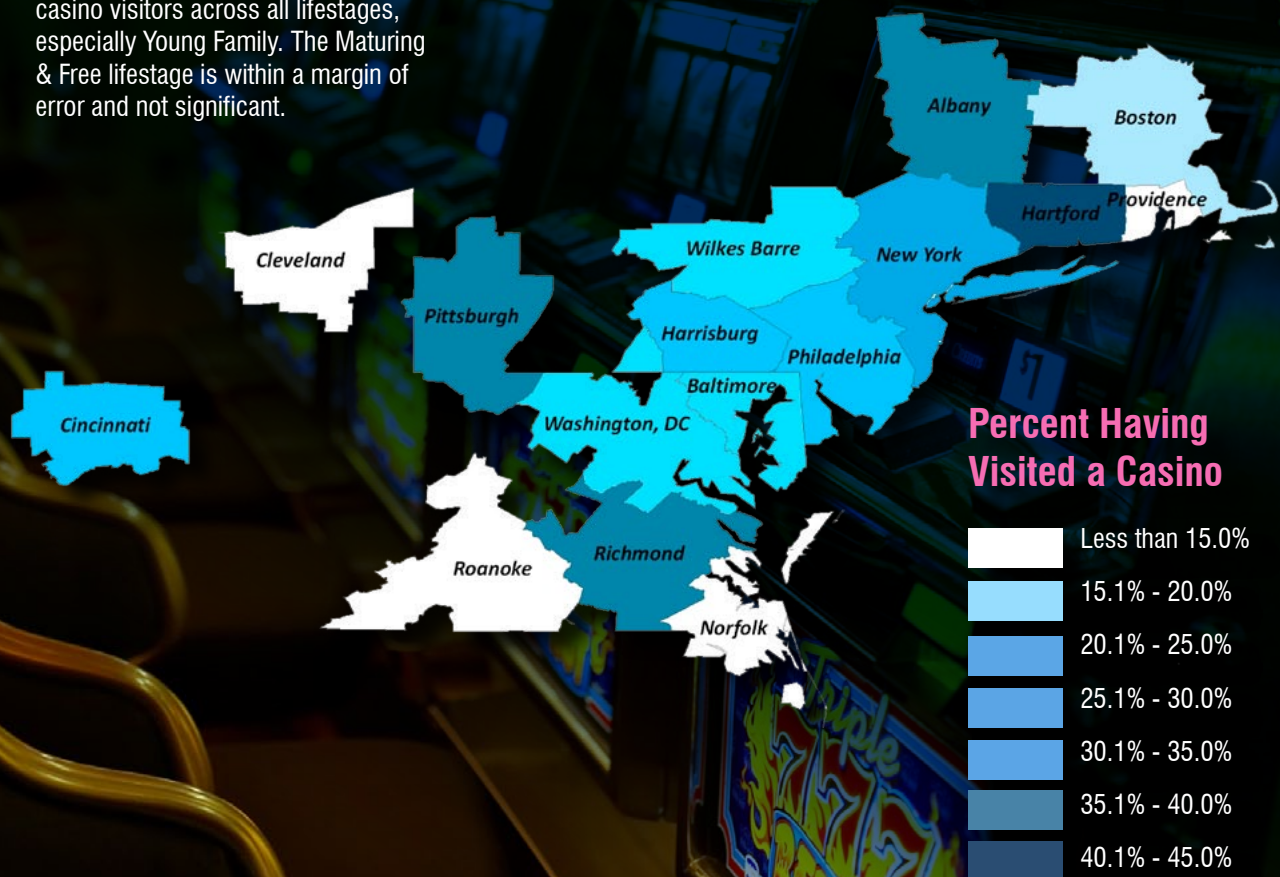 casino visitors across all lifestages,
especially Young Family. The Maturing
& Free lifestage is within a margin of
error and not significant.
Albany
Boston
Hartford
Providence
Cleveland
Wilkes Barre
New York
Pittsburgh
Harrisburg
Philadelphia
Baltimore
Cincinnati
Washington, DC
Richmond
Roanoke
Norfolk
Percent Having
Visited a Casino
Less than 15.0%
15.1% - 20.0%
20.1% - 25.0%
25.1% - 30.0%
30.1% - 35.0%
35.1% - 40.0%
40.1% - 45.0%
Triple
777